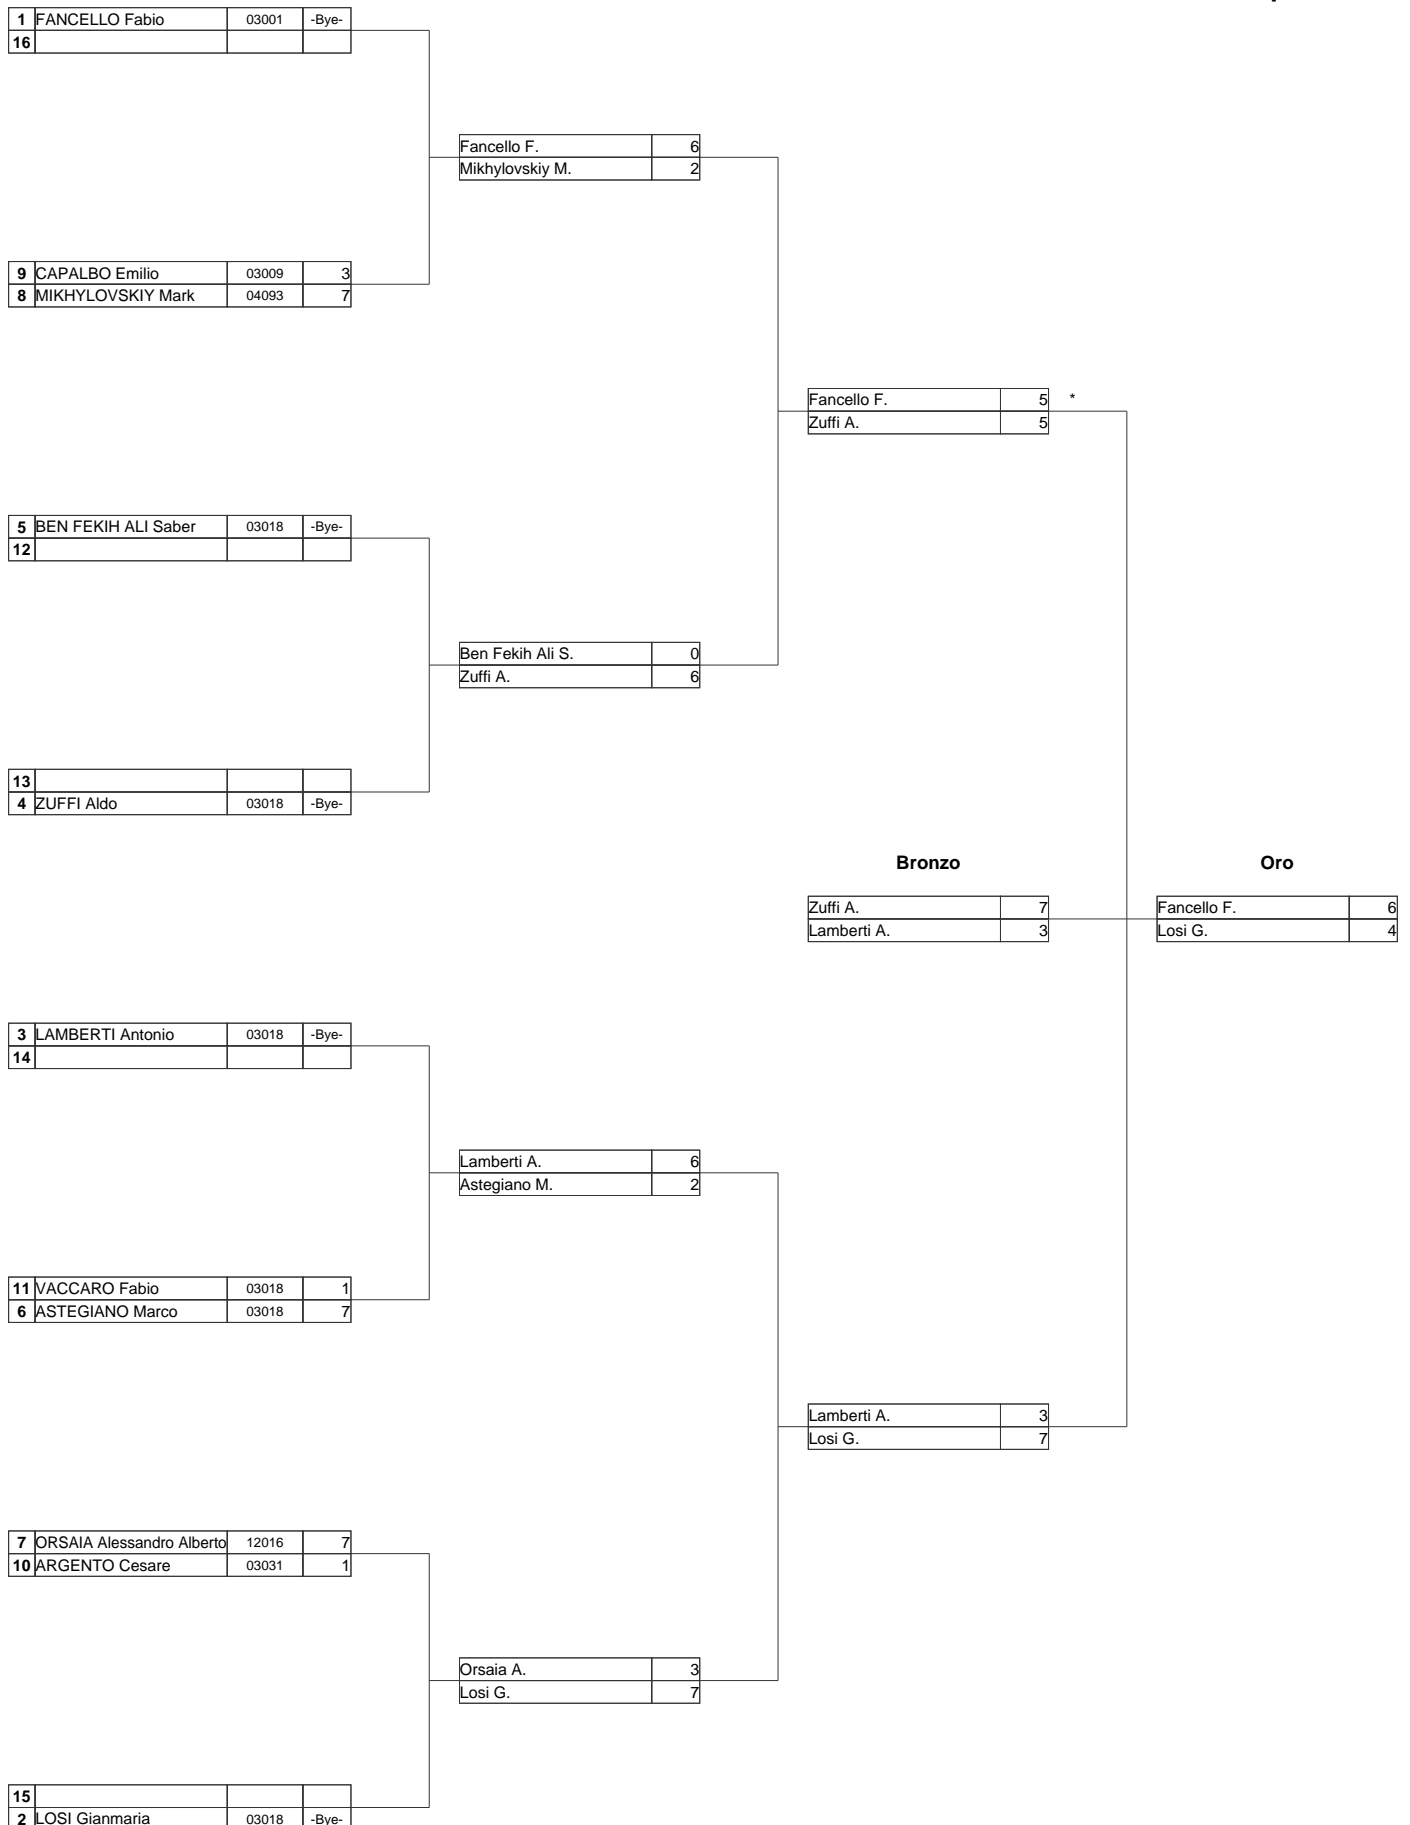 1 FANCELLO Fabio 03001 -Bye-
16
Fancello F. 6
Mikhylovskiy M. 2
9 CAPALBO Emilio 03009 3
8 MIKHYLOVSKIY Mark 04093 7
Fancello F. 5 *
Zuffi A. 5
5 BEN FEKIH ALI Saber 03018 -Bye-
12
Ben Fekih Ali S. 0
Zuffi A. 6
13
4 ZUFFI Aldo 03018 -Bye-
Bronzo Oro
Zuffi A. 7 Fancello F. 6
Lamberti A. 3 Losi G. 4
3 LAMBERTI Antonio 03018 -Bye-
14
Lamberti A. 6
Astegiano M. 2
11 VACCARO Fabio 03018 1
6 ASTEGIANO Marco 03018 7
Lamberti A. 3
Losi G. 7
7 ORSAIA Alessandro Alberto 12016 7
10 ARGENTO Cesare 03031 1
Orsaia A. 3
Losi G. 7
15
2 LOSI Gianmaria 03018 -Bye-